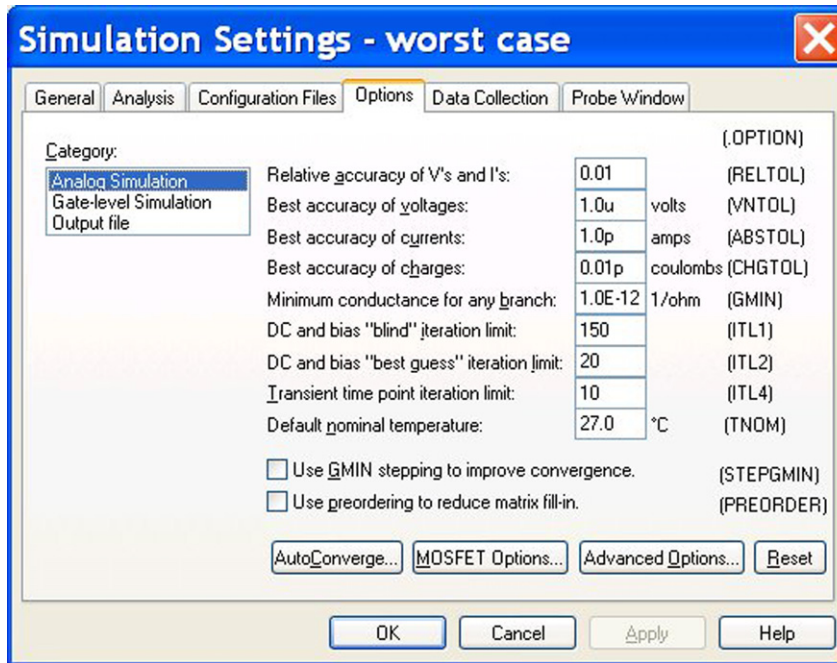 Simulation Settings - worst case
General Analysis Configuration Files Options Data Collection Probe Window
(.OPTION)
Category:
Analog Simulation
Gate-level Simulation
Output file
Relative accuracy of V's and I's: 0.01 (RELTOL)
Best accuracy of voltages: 1.0u volts (VNTOL)
Best accuracy of currents: 1.0p amps (ABSTOL)
Best accuracy of charges: 0.01p coulombs (CHGTOL)
Minimum conductance for any branch: 1.0E-12 1/ohm (GMIN)
DC and bias "blind" iteration limit: 150 (ITL1)
DC and bias "best guess" iteration limit: 20 (ITL2)
Transient time point iteration limit: 10 (ITL4)
Default nominal temperature: 27.0 °C (TNOM)
Use GMIN stepping to improve convergence. (STEPGMIN)
Use preordering to reduce matrix fill-in. (PREORDER)
AutoConverge... MOSFET Options... Advanced Options... Reset
OK Cancel Apply Help